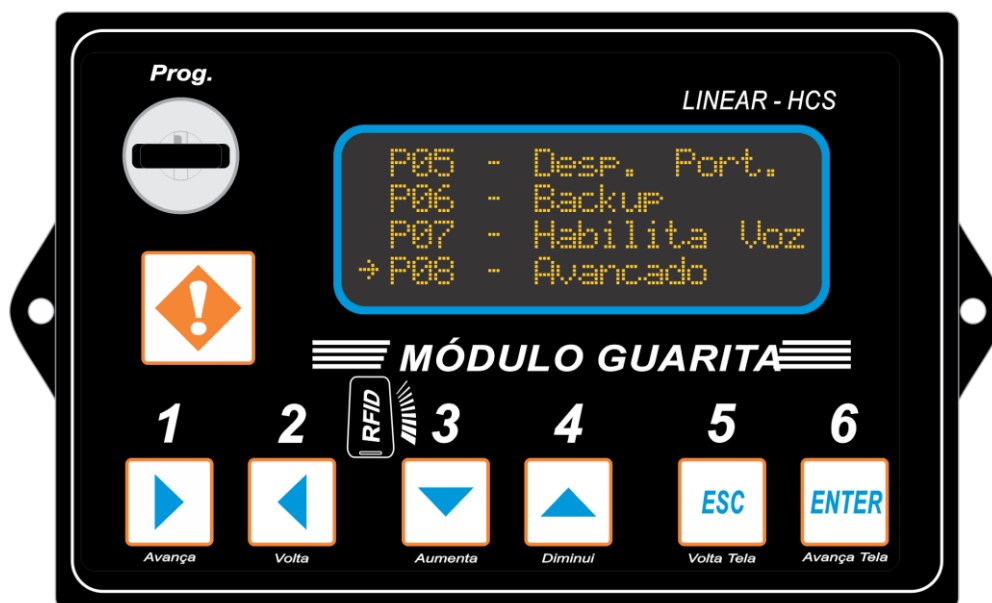 Prog.
LINEAR - HCS
P05 - Desp. Port.
P06 - Backup
P07 - Habilita Voz
→P08 - Avancado
!
MÓDULO GUARITA
RFID
1 2 3 4 5 6
ESC ENTER
Avança Volta Aumenta Diminui Volta Tela Avança Tela